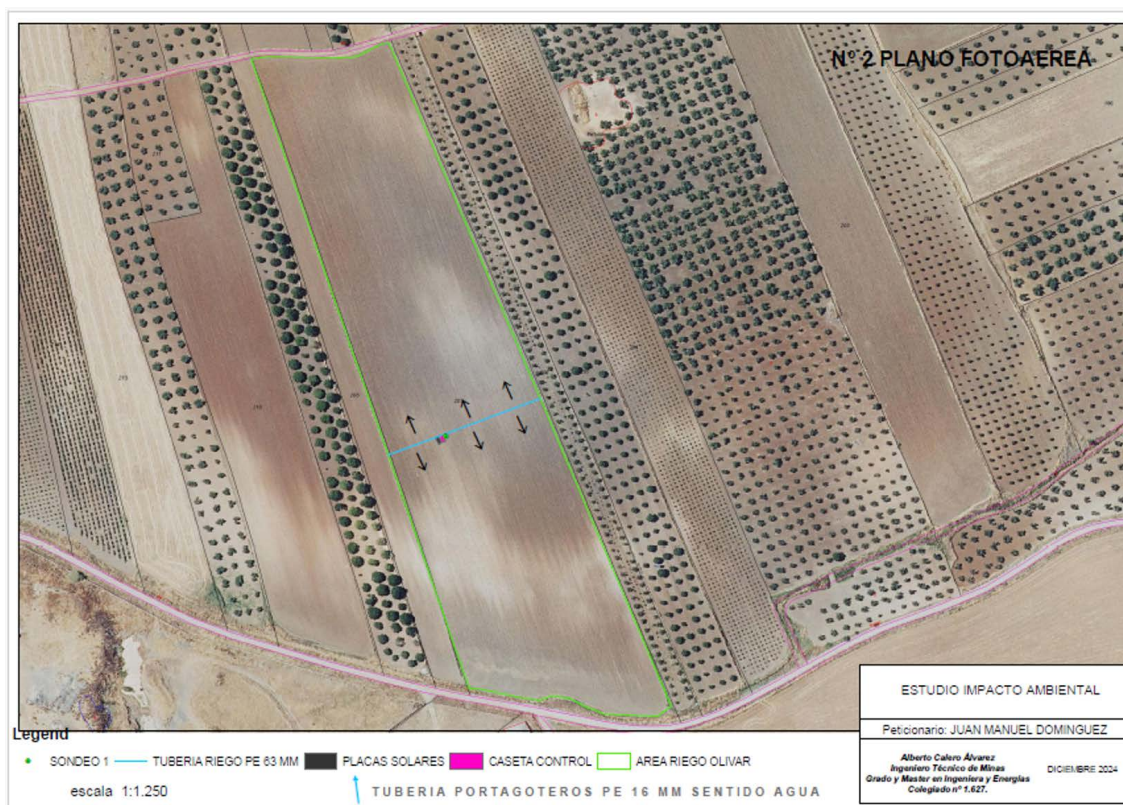 Nº 2 PLANO FOTOAEREA
ESTUDIO IMPACTO AMBIENTAL
Peticionario: JUAN MANUEL DOMINGUEZ
Alberto Calero Álvarez
Ingeniero Técnico de Minas
Grado y Master en Ingeniera y Energias
Colegiado nº 1.627.
DICIEMBRE 2024
Legend
SONDEO 1
TUBERIA RIEGO PE 63 MM
PLACAS SOLARES
CASETA CONTROL
AREA RIEGO OLIVAR
escala 1:1.250
TUBERIA PORTAGOTEROS PE 16 MM SENTIDO AGUA